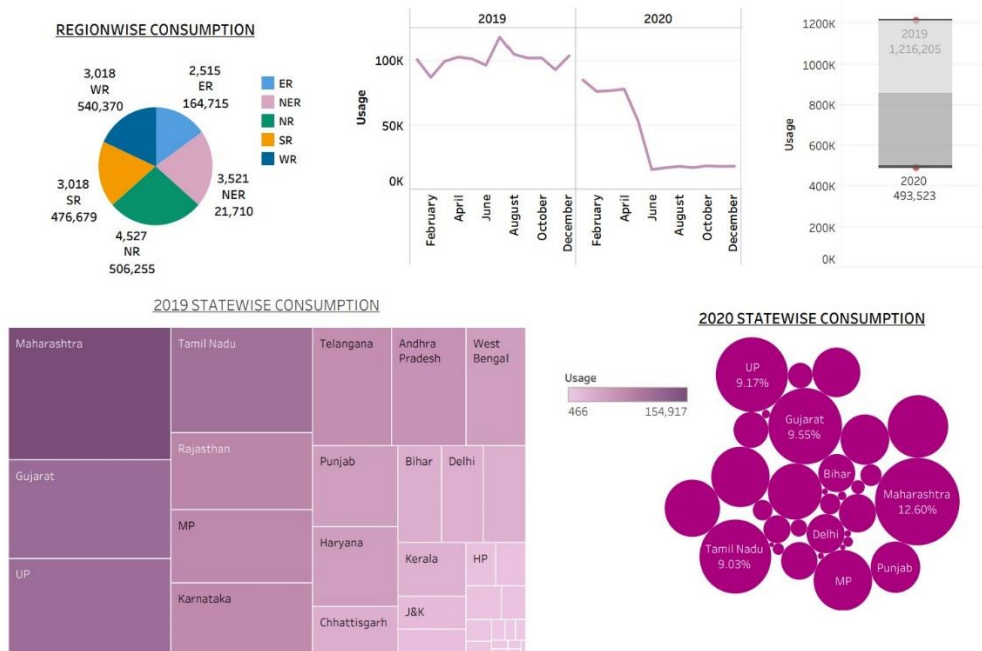 REGIONWISE CONSUMPTION
3,018
WR
540,370
2,515
ER
164,715
3,521
NER
21,710
4,527
NR
506,255
3,018
SR
476,679
ER
NER
NR
SR
WR
2019
2020
Usage
100K
50K
0K
February
April
June
August
October
December
February
April
June
August
October
December
Usage
1200K
1000K
800K
600K
400K
200K
0K
2019
1,216,205
2020
493,523
2019 STATEWISE CONSUMPTION
Maharashtra
Gujarat
UP
Tamil Nadu
Rajasthan
MP
Karnataka
Telangana
Punjab
Haryana
Chhattisgarh
Andhra
Pradesh
West
Bengal
Bihar
Delhi
Kerala
J&K
HP
Usage
466
154,917
2020 STATEWISE CONSUMPTION
UP
9.17%
Gujarat
9.55%
Bihar
Maharashtra
12.60%
Delhi
Tamil Nadu
9.03%
MP
Punjab